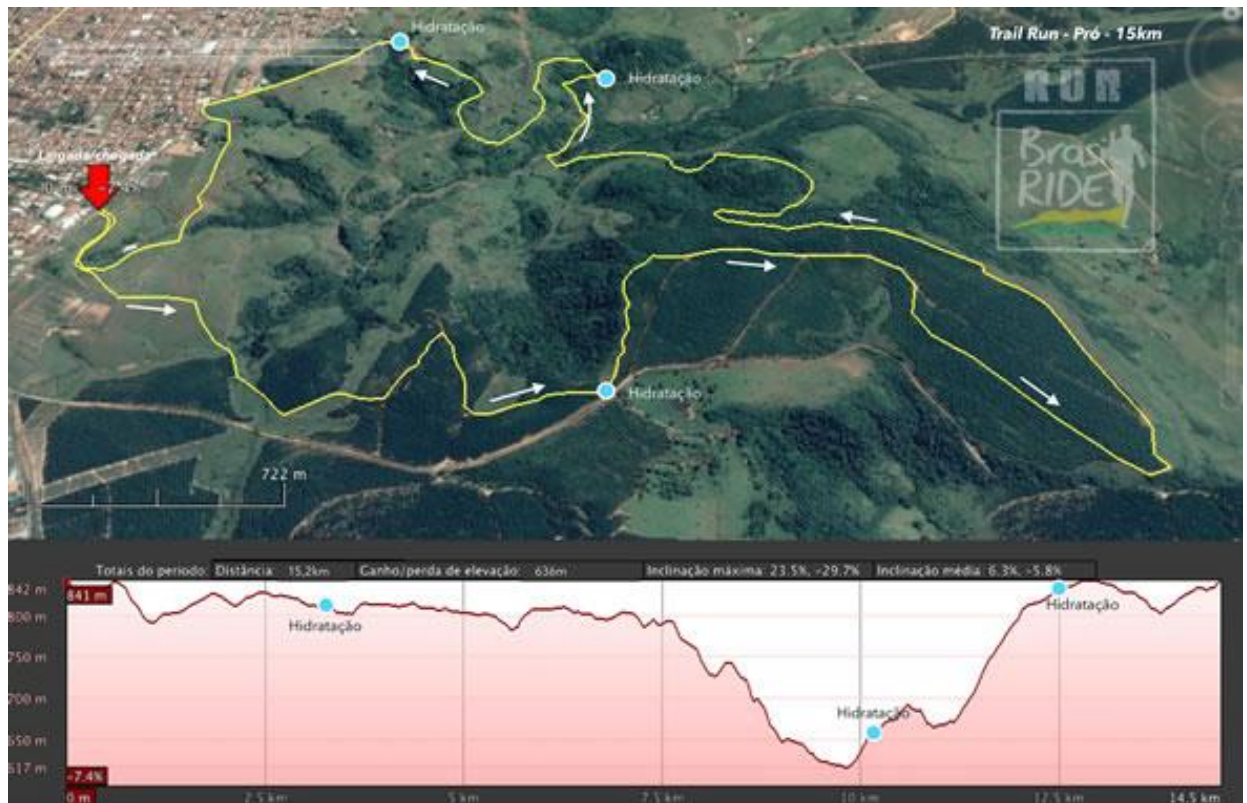 Hidratação
Trail Run - Pró - 15km
RUN
Brasil
RIDE
Hidratação
Largada/chegada
Hidratação
722 m
Totais do período: Distância: 15,2km Ganho/perda de elevação: 636m Inclinação máxima: 23.5%, -29.7% Inclinação média: 6.3%, -5.8%
842 m
841 m
800 m
750 m
700 m
650 m
617 m
Hidratação
Hidratação
Hidratação
-7.4%
0 m 2.5 km 5 km 7.5 km 10 km 12.5 km 14.5 km